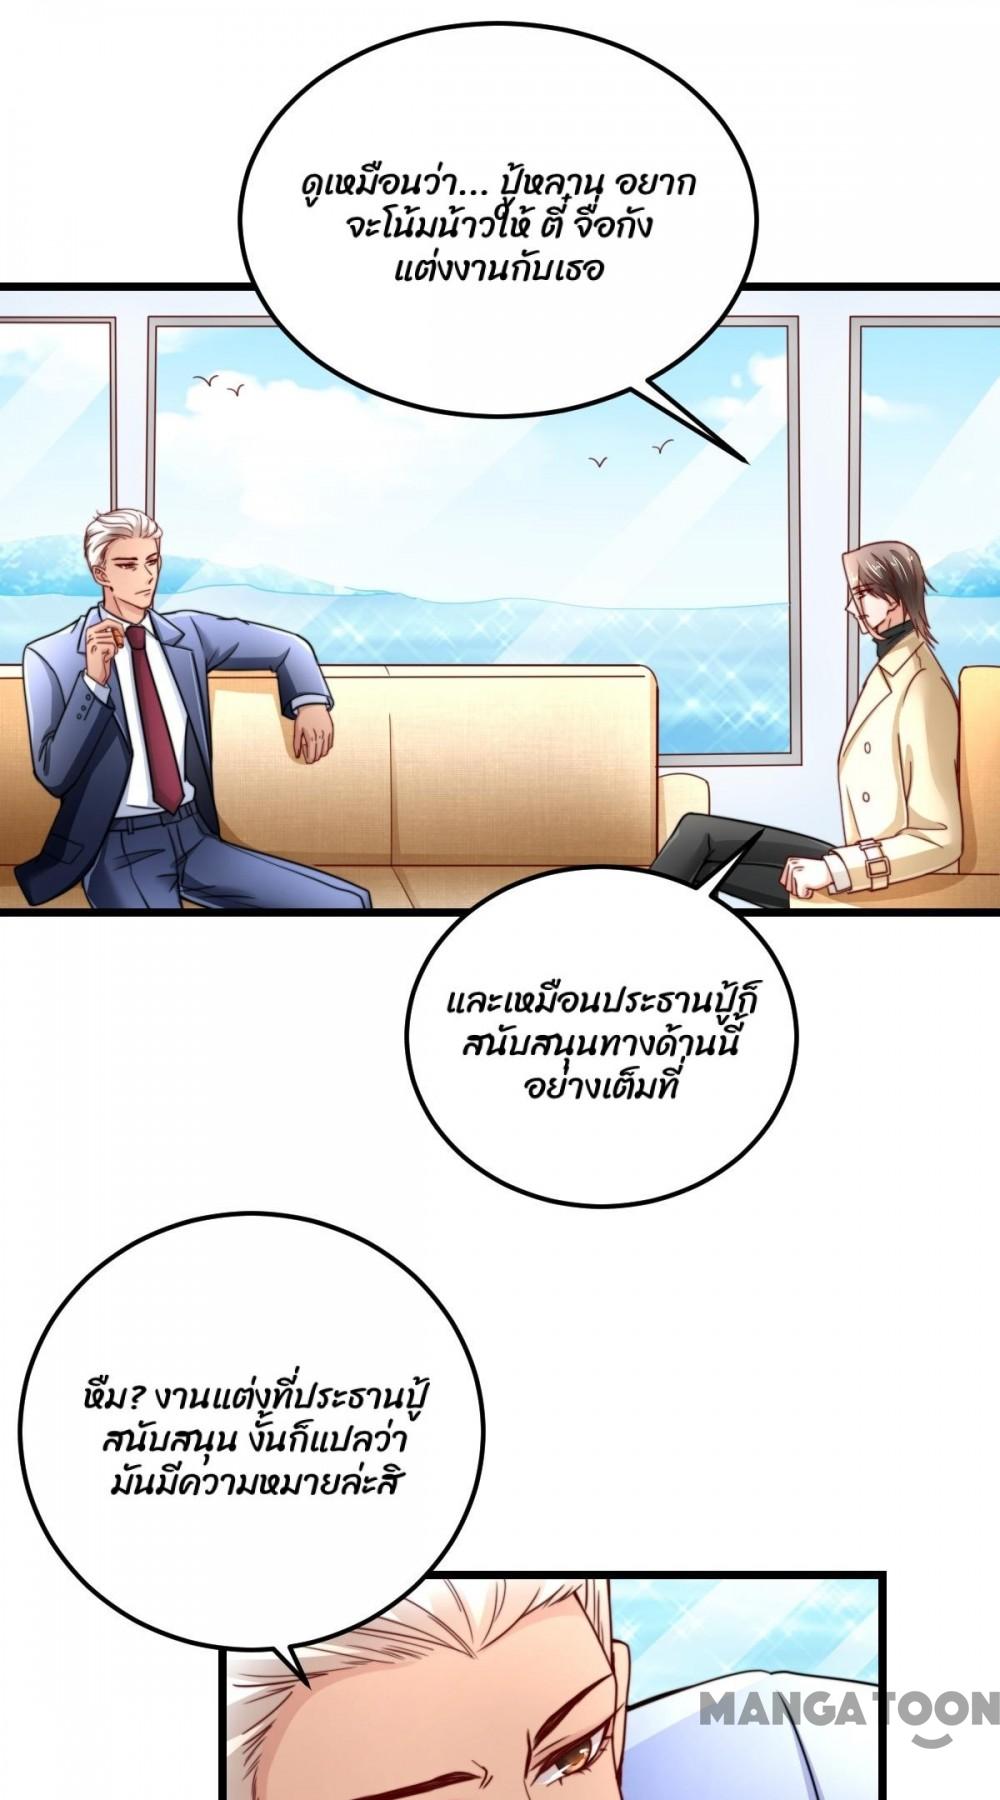 ดูเหมือนว่า... ปู้หลาน อยาก
จะโน้มน้าวให้ ตี๋ จื่อกัง
แต่งงานกับเธอ
และเหมือนประธานปู้ก็
สนับสนุนทางด้านนี้
อย่างเต็มที่
หืม? งานแต่งที่ประธานปู้
สนับสนุน งั้นก็แปลว่า
มันมีความหมายล่ะสิ
MANGATOON